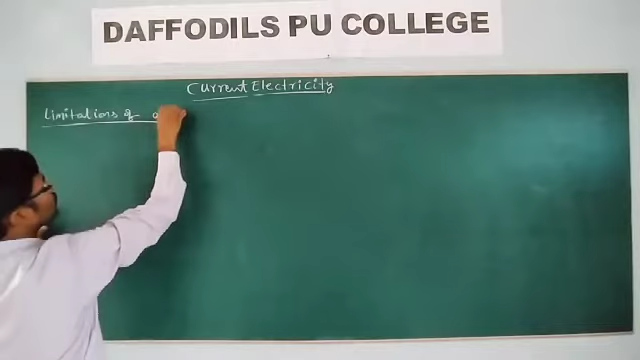 DAFFODILS PU COLLEGE
Current Electricity
Limitations of